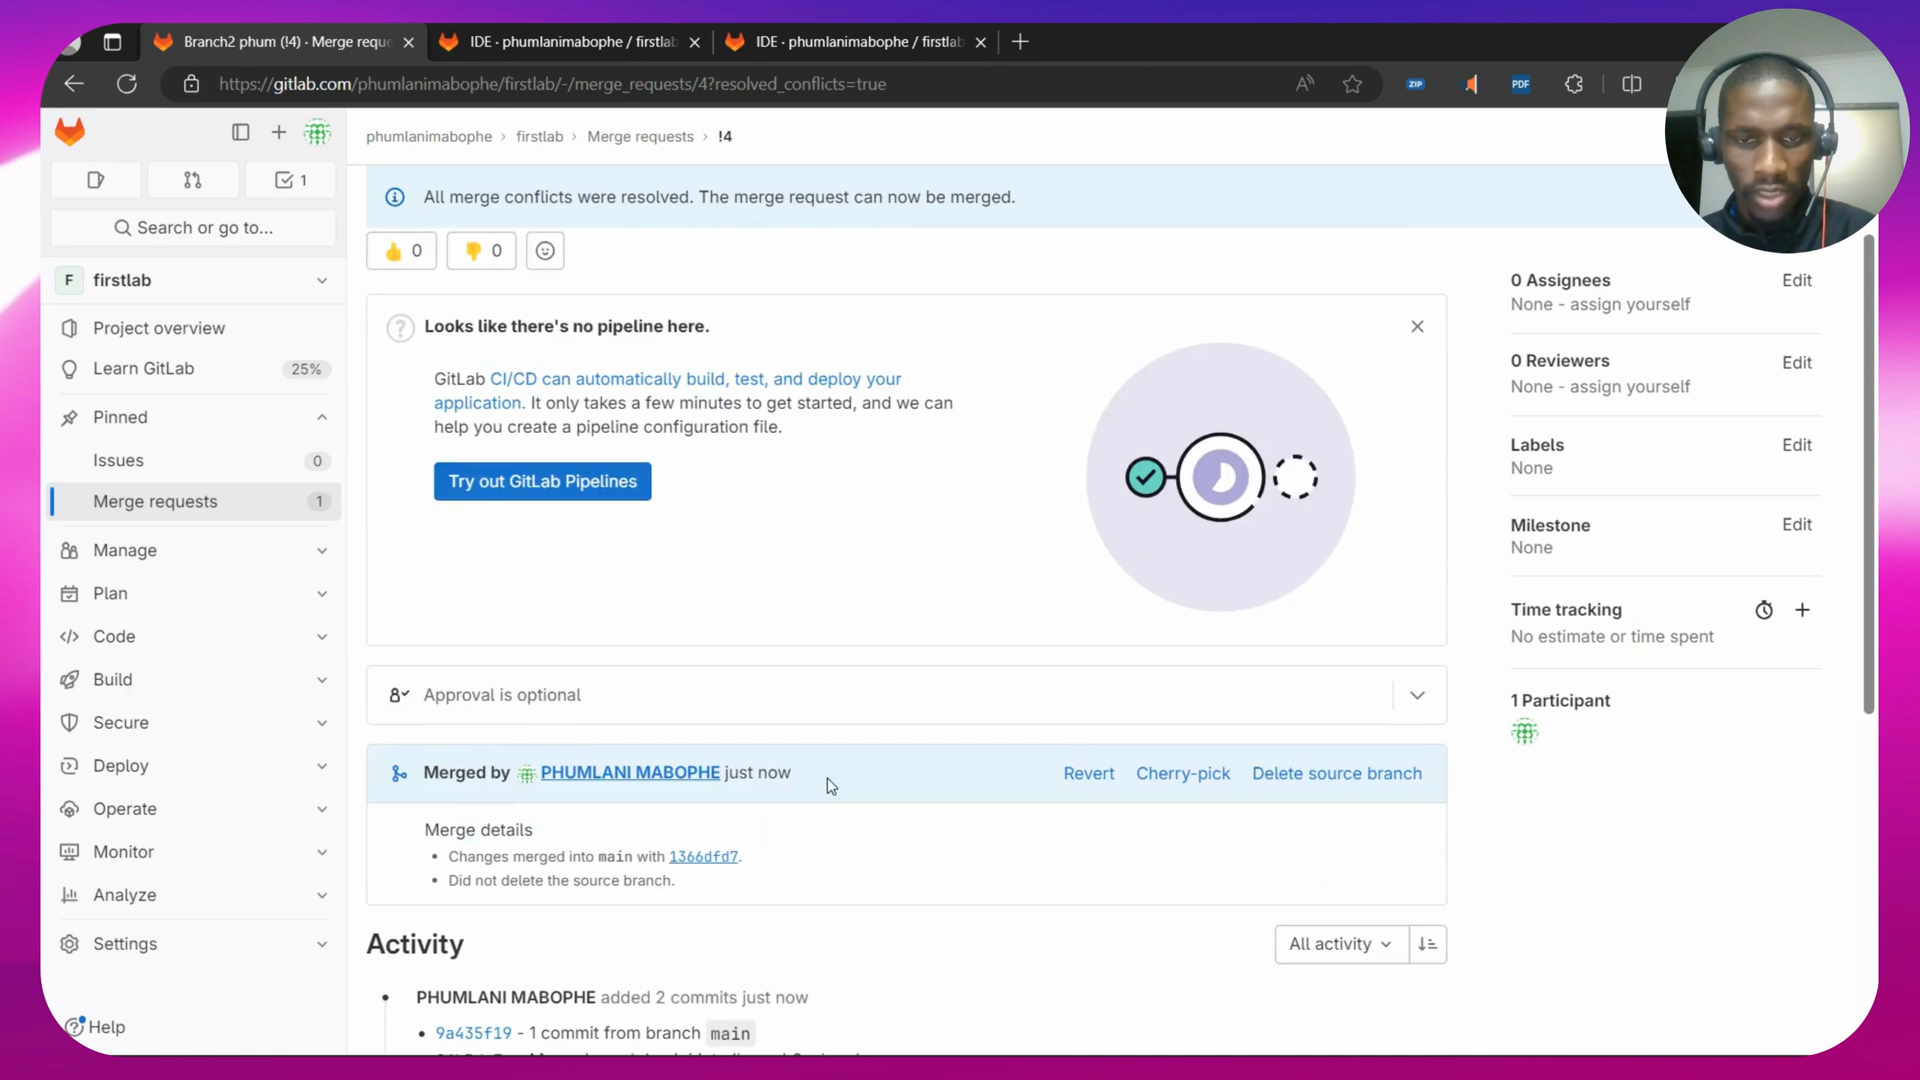 Branch2 phum (!4) · Merge reque
IDE · phumlanimabophe / firstlab
IDE · phumlanimabophe / firstlab
https://gitlab.com/phumlanimabophe/firstlab/-/merge_requests/4?resolved_conflicts=true
ZIP
PDF
phumlanimabophe › firstlab › Merge requests › !4
1
Search or go to...
All merge conflicts were resolved. The merge request can now be merged.
0
0
F firstlab
Project overview
Learn GitLab 25%
Pinned
Issues 0
Merge requests 1
Manage
Plan
Code
Build
Secure
Deploy
Operate
Monitor
Analyze
Settings
Help
Looks like there's no pipeline here.
GitLab CI/CD can automatically build, test, and deploy your
application. It only takes a few minutes to get started, and we can
help you create a pipeline configuration file.
Try out GitLab Pipelines
Approval is optional
Merged by PHUMLANI MABOPHE just now
Revert Cherry-pick Delete source branch
Merge details
Changes merged into main with 1366dfd7.
Did not delete the source branch.
Activity
All activity
PHUMLANI MABOPHE added 2 commits just now
9a435f19 - 1 commit from branch main
0 Assignees Edit
None - assign yourself
0 Reviewers Edit
None - assign yourself
Labels Edit
None
Milestone Edit
None
Time tracking
No estimate or time spent
1 Participant